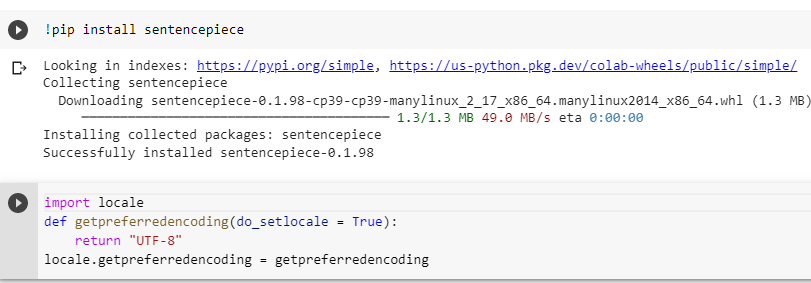 !pip install sentencepiece
Looking in indexes: https://pypi.org/simple, https://us-python.pkg.dev/colab-wheels/public/simple/
Collecting sentencepiece
  Downloading sentencepiece-0.1.98-cp39-cp39-manylinux_2_17_x86_64.manylinux2014_x86_64.whl (1.3 MB)
1.3/1.3 MB 49.0 MB/s eta 0:00:00
Installing collected packages: sentencepiece
Successfully installed sentencepiece-0.1.98
import locale
def getpreferredencoding(do_setlocale = True):
    return "UTF-8"
locale.getpreferredencoding = getpreferredencoding